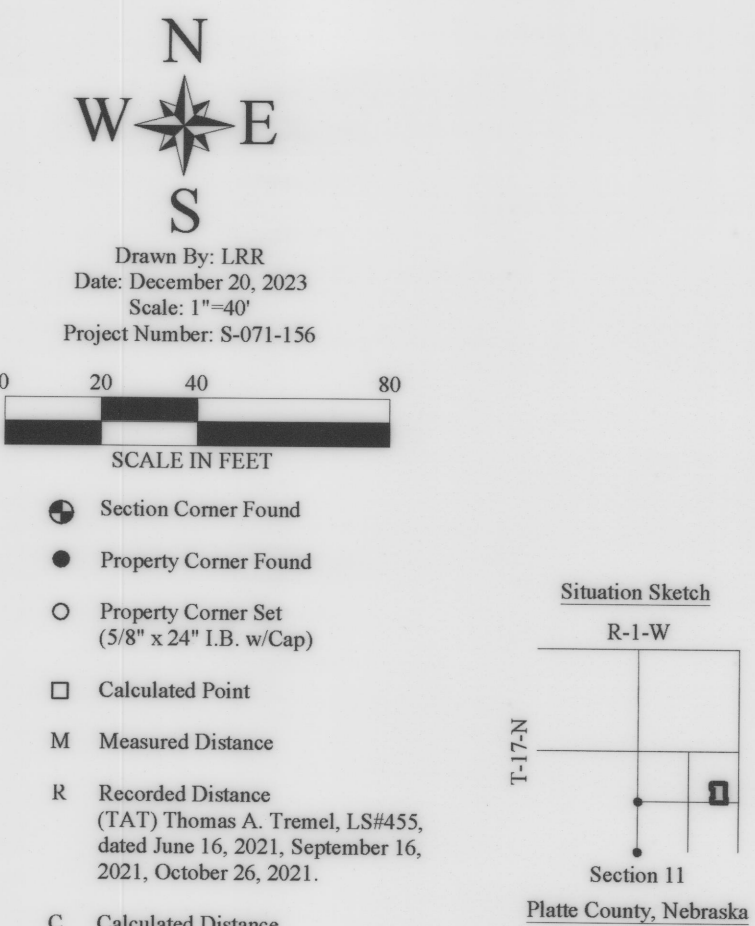 N
W E
S
Drawn By: LRR
Date: December 20, 2023
Scale: 1"=40'
Project Number: S-071-156
0 20 40 80
SCALE IN FEET
Section Corner Found
Property Corner Found
Property Corner Set
(5/8" x 24" I.B. w/Cap)
Calculated Point
M Measured Distance
R Recorded Distance
(TAT) Thomas A. Tremel, LS#455,
dated June 16, 2021, September 16,
2021, October 26, 2021.
C Calculated Distance
Situation Sketch
R-1-W
T-17-N
Section 11
Platte County, Nebraska